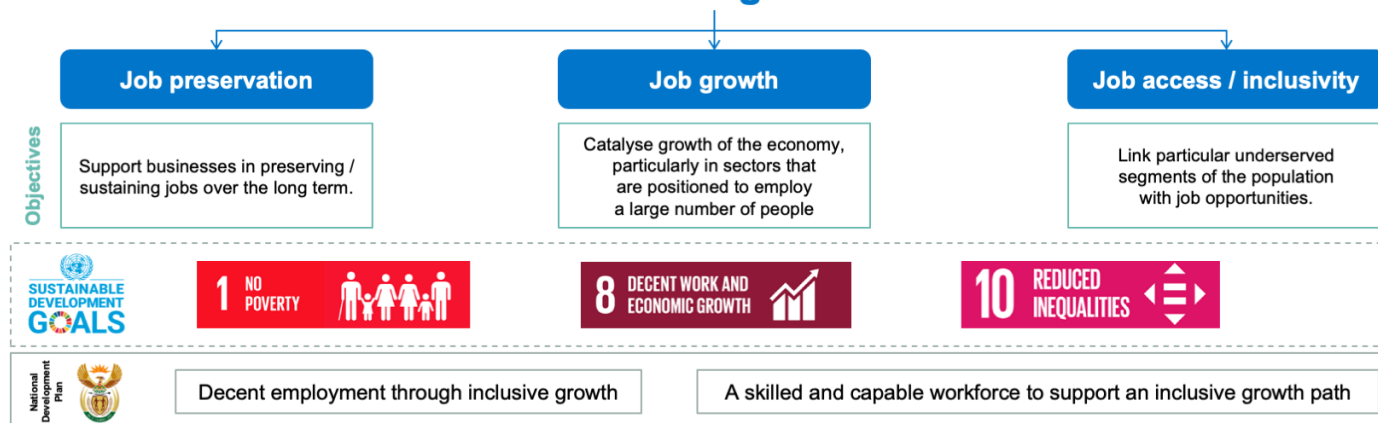 Job preservation
Job growth
Job access / inclusivity
Objectives
Support businesses in preserving /
sustaining jobs over the long term.
Catalyse growth of the economy,
particularly in sectors that
are positioned to employ
a large number of people
Link particular underserved
segments of the population
with job opportunities.
SUSTAINABLE
DEVELOPMENT
GOALS
1 NO
POVERTY
8 DECENT WORK AND
ECONOMIC GROWTH
10 REDUCED
INEQUALITIES
National
Development
Plan
Decent employment through inclusive growth
A skilled and capable workforce to support an inclusive growth path